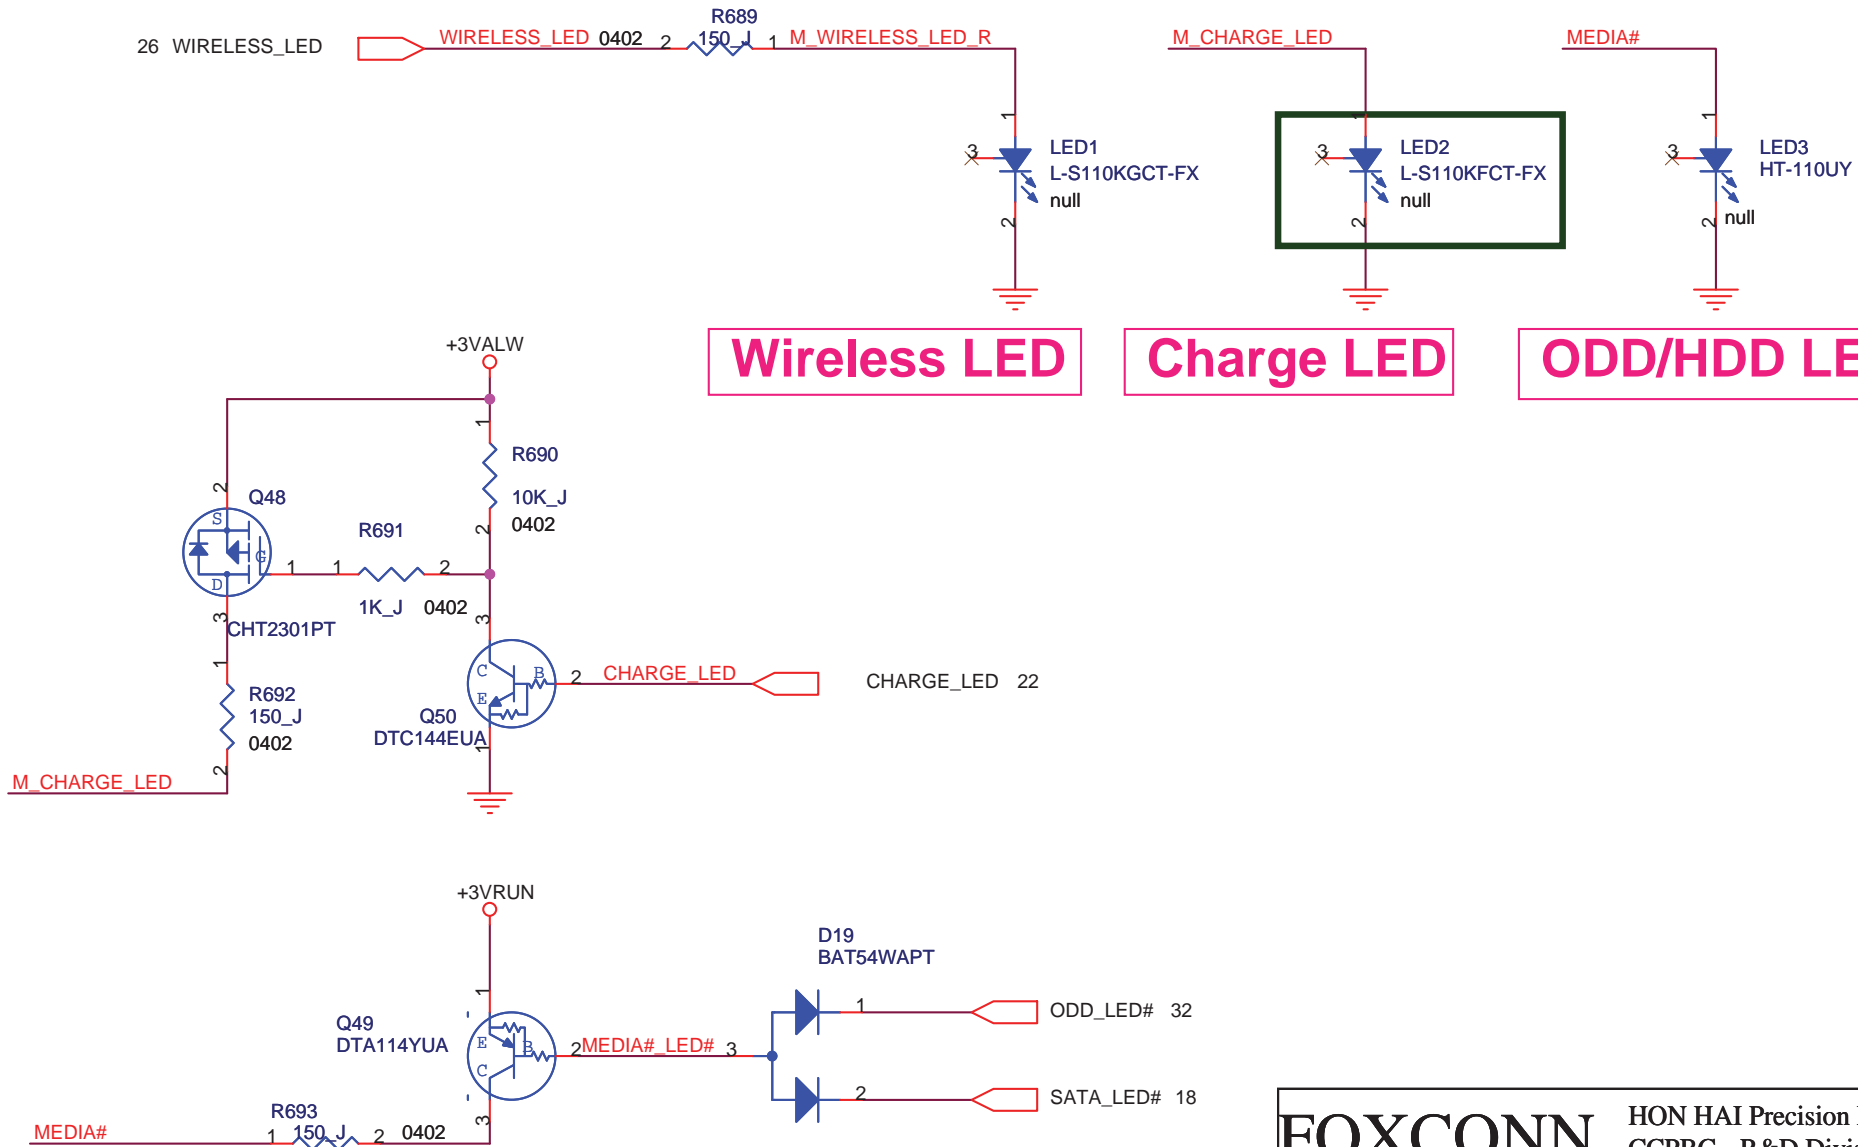 R689
26 WIRELESS_LED WIRELESS_LED 0402 2 150_J 1 M_WIRELESS_LED_R M_CHARGE_LED MEDIA#
1 1 1
3 LED1 3 LED2 3 LED3
L-S110KGCT-FX L-S110KFCT-FX HT-110UY
null null null
2 2 2
Wireless LED Charge LED ODD/HDD LE
+3VALW
1
R690
10K_J
0402
2
2
Q48
S
G
D
1 1 R691 2
1K_J 0402
3
CHT2301PT
3
C
B
E
2 CHARGE_LED CHARGE_LED 22
Q50
DTC144EUA
1
1
R692
150_J
0402
2
M_CHARGE_LED
+3VRUN
D19
BAT54WAPT
1
Q49
DTA114YUA
E
B
C
2 MEDIA#_LED# 3
1 ODD_LED# 32
2 SATA_LED# 18
3
R693
MEDIA# 1 150_J 2 0402
FOXCONN HON HAI Precision
CCPBG - R&D